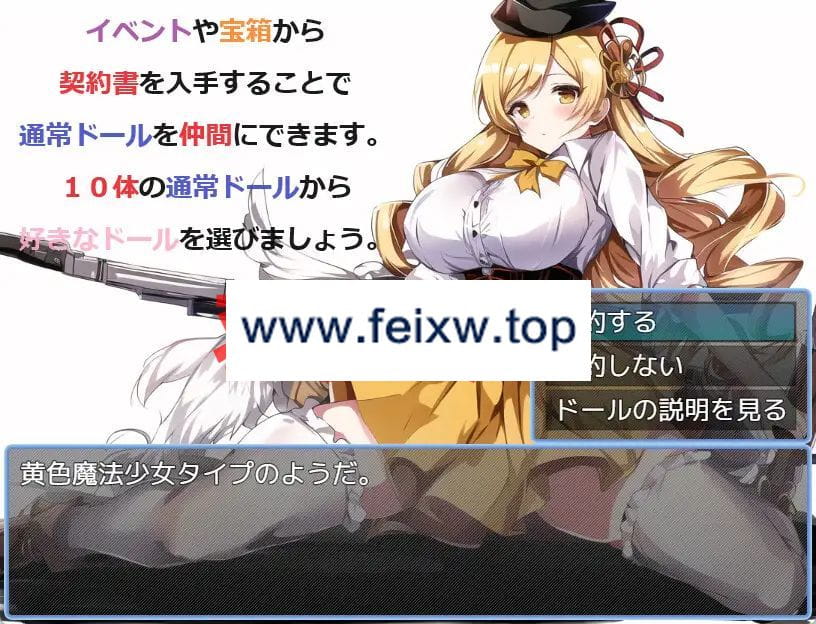 イベントや宝箱から
契約書を入手することで
通常ドールを仲間にできます。
１０体の通常ドールから
好きなドールを選びましょう。
www.feixw.top
約する
約しない
ドールの説明を見る
黄色魔法少女タイプのようだ。